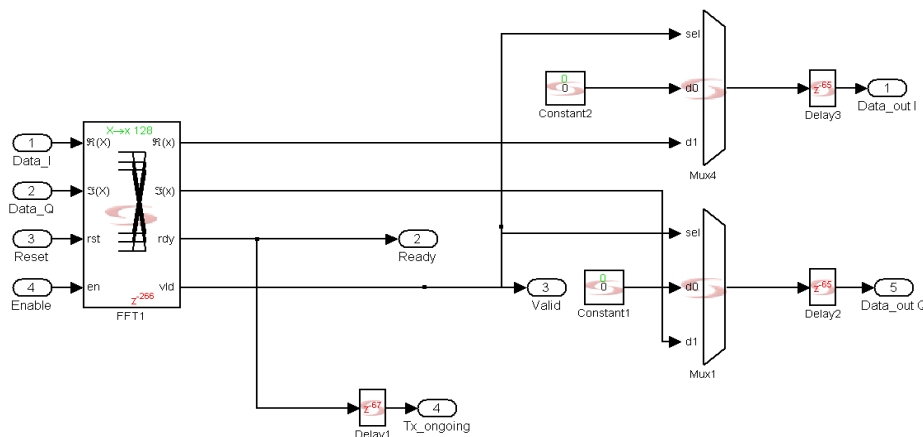 sel
0
0
Constant2
d0
z-65
Delay3
1
Data_out I
d1
Mux4
X→x 128
1
Data_I
ℜ(X)
ℜ(x)
2
Data_Q
ℑ(X)
ℑ(x)
3
Reset
rst
rdy
2
Ready
4
Enable
en
vld
z-266
FFT1
3
Valid
sel
0
0
Constant1
d0
z-65
Delay2
5
Data_out Q
d1
Mux1
z-67
Delay1
4
Tx_ongoing